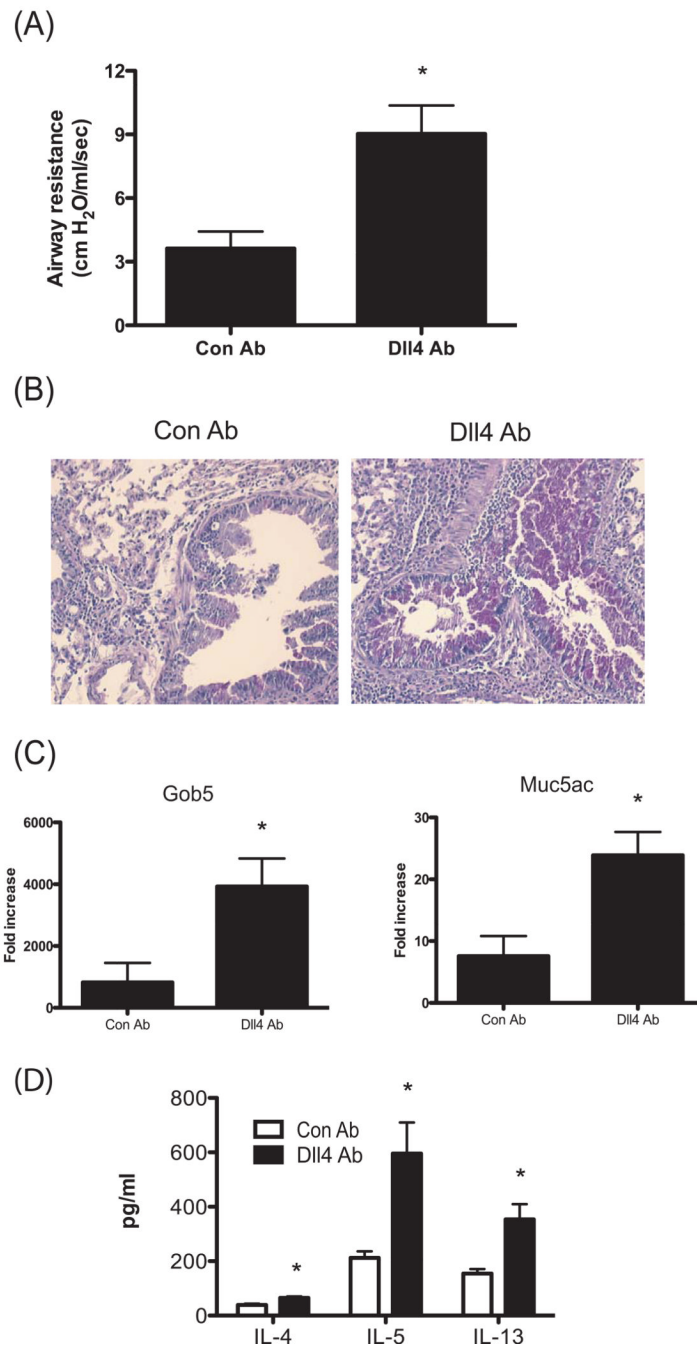 (A)
Airway resistance
(cm H₂O/ml/sec)
12
9
6
3
0
*
Con Ab
Dll4 Ab
(B)
Con Ab
Dll4 Ab
(C)
Gob5
Fold increase
6000
4000
2000
0
*
Con Ab
Dll4 Ab
Muc5ac
Fold increase
30
20
10
0
*
Con Ab
Dll4 Ab
(D)
pg/ml
800
600
400
200
0
Con Ab
Dll4 Ab
*
*
*
IL-4
IL-5
IL-13